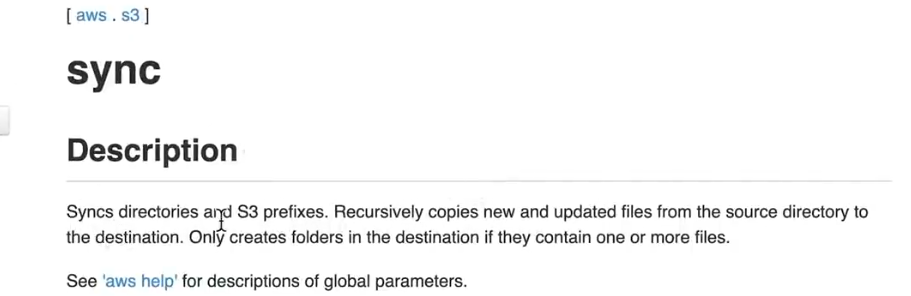 [ aws . s3 ]
sync
Description
Syncs directories and S3 prefixes. Recursively copies new and updated files from the source directory to
the destination. Only creates folders in the destination if they contain one or more files.
See 'aws help' for descriptions of global parameters.